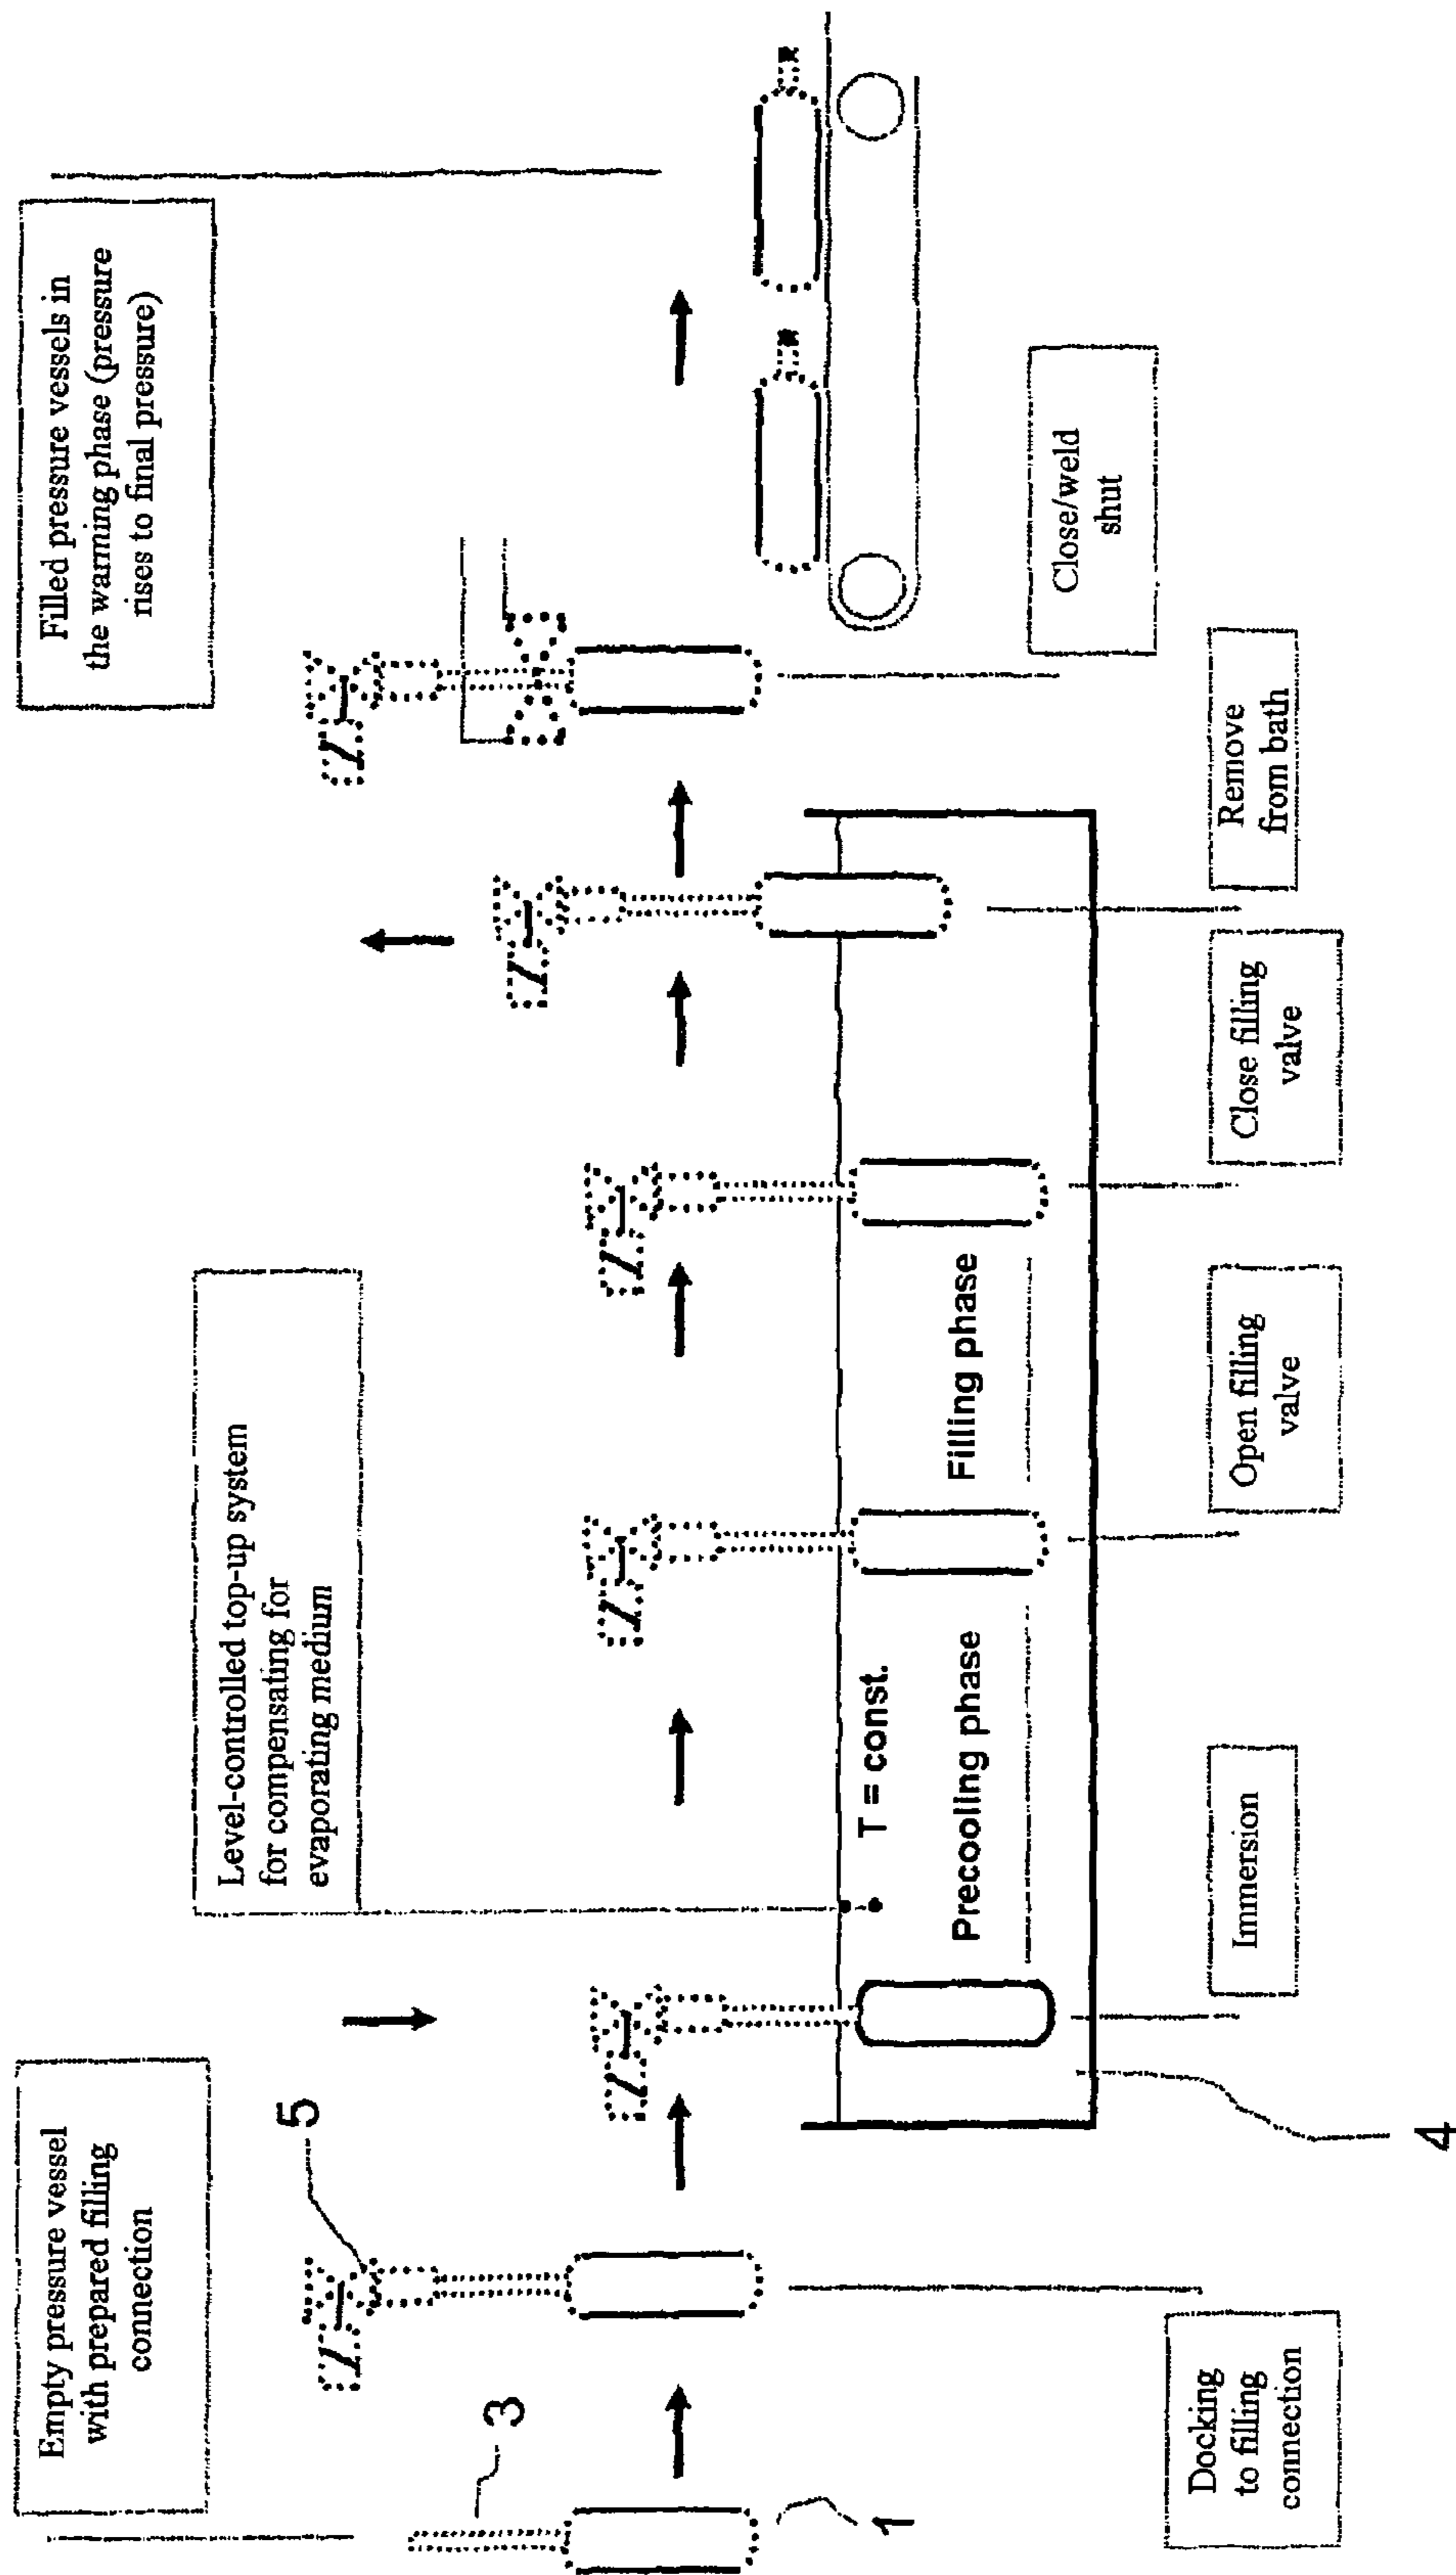 Empty pressure vessel
with prepared filling
connection
Level-controlled top-up system
for compensating for
evaporating medium
Filled pressure vessels in
the warming phase (pressure
rises to final pressure)
5
3
1
T = const.
Precooling phase
Filling phase
4
Docking
to filling
connection
Immersion
Open filling
valve
Close filling
valve
Remove
from bath
Close/weld
shut